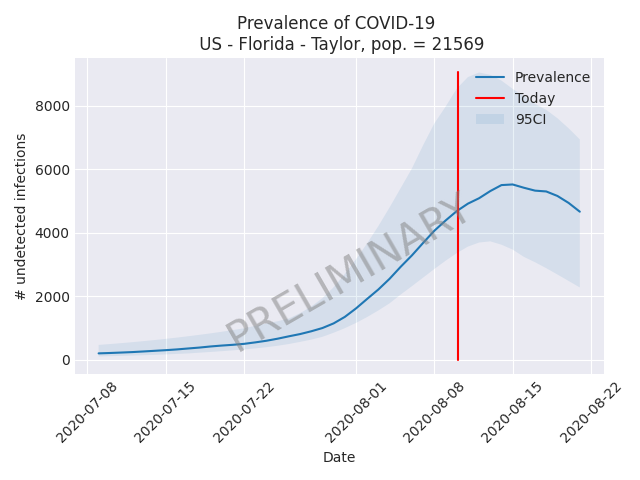 Prevalence of COVID-19
US - Florida - Taylor, pop. = 21569
# undetected infections
8000
6000
4000
2000
0
Prevalence
Today
95CI
PRELIMINARY
2020-07-08
2020-07-15
2020-07-22
2020-08-01
2020-08-08
2020-08-15
2020-08-22
Date